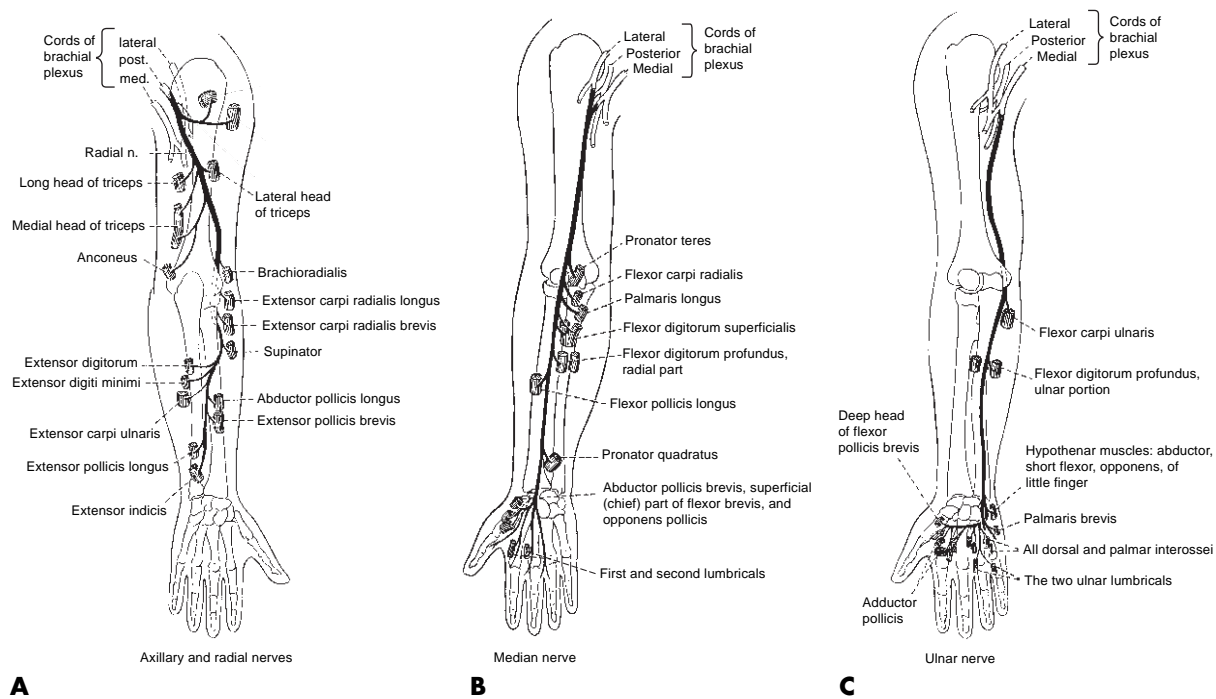 Cords of
brachial
plexus
lateral
post.
med.
Radial n.
Long head of triceps
Lateral head
of triceps
Medial head of triceps
Anconeus
Brachioradialis
Extensor carpi radialis longus
Extensor carpi radialis brevis
Supinator
Extensor digitorum
Extensor digiti minimi
Abductor pollicis longus
Extensor pollicis brevis
Extensor carpi ulnaris
Extensor pollicis longus
Extensor indicis
Axillary and radial nerves
A
Lateral
Posterior
Medial
Cords of
brachial
plexus
Pronator teres
Flexor carpi radialis
Palmaris longus
Flexor digitorum superficialis
Flexor digitorum profundus,
radial part
Flexor pollicis longus
Pronator quadratus
Abductor pollicis brevis, superficial
(chief) part of flexor brevis, and
opponens pollicis
First and second lumbricals
Median nerve
B
Lateral
Posterior
Medial
Cords of
brachial
plexus
Flexor carpi ulnaris
Flexor digitorum profundus,
ulnar portion
Deep head
of flexor
pollicis brevis
Hypothenar muscles: abductor,
short flexor, opponens, of
little finger
Palmaris brevis
All dorsal and palmar interossei
The two ulnar lumbricals
Adductor
pollicis
Ulnar nerve
C